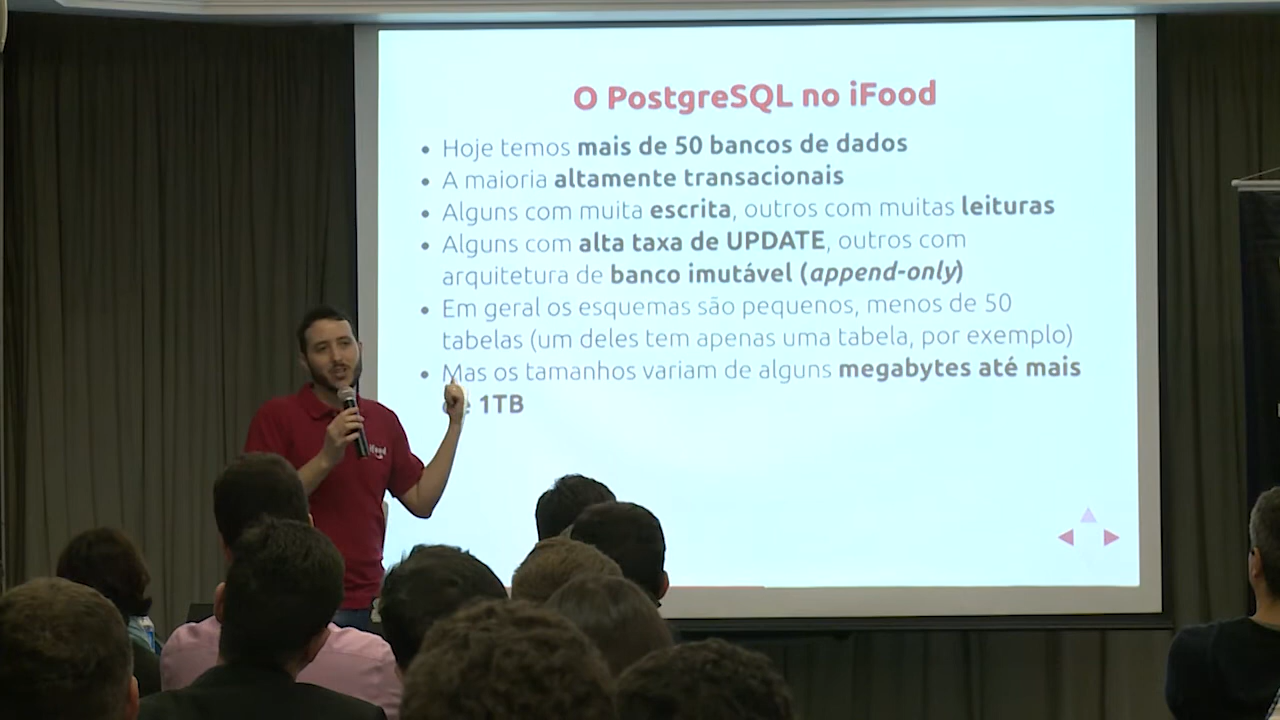 O PostgreSQL no iFood
• Hoje temos mais de 50 bancos de dados
• A maioria altamente transacionais
• Alguns com muita escrita, outros com muitas leituras
• Alguns com alta taxa de UPDATE, outros com
arquitetura de banco imutável (append-only)
• Em geral os esquemas são pequenos, menos de 50
tabelas (um deles tem apenas uma tabela, por exemplo)
• Mas os tamanhos variam de alguns megabytes até mais
de 1TB
iFood